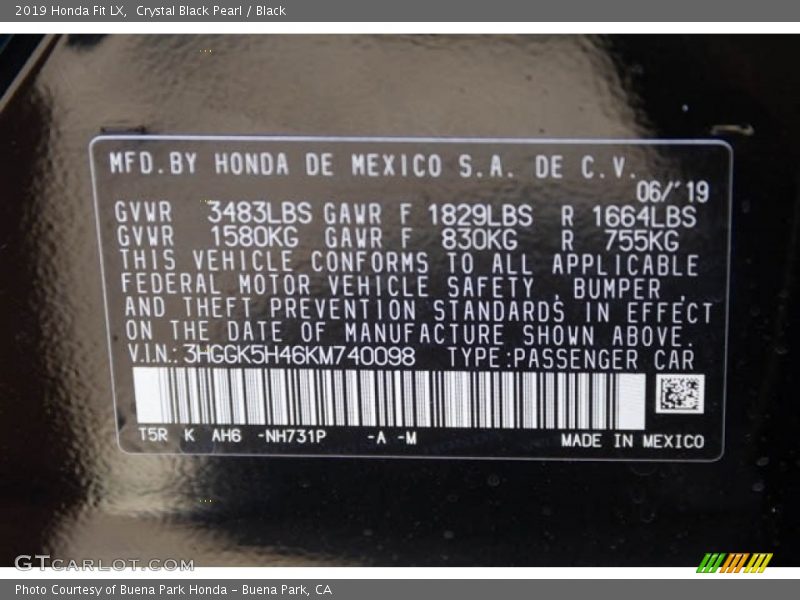 2019 Honda Fit LX, Crystal Black Pearl / Black
MFD.BY HONDA DE MEXICO S.A. DE C.V.
06/'19
GVWR 3483LBS GAWR F 1829LBS R 1664LBS
GVWR 1580KG GAWR F 830KG R 755KG
THIS VEHICLE CONFORMS TO ALL APPLICABLE
FEDERAL MOTOR VEHICLE SAFETY , BUMPER ,
AND THEFT PREVENTION STANDARDS IN EFFECT
ON THE DATE OF MANUFACTURE SHOWN ABOVE.
V.I.N.: 3HGGK5H46KM740098 TYPE:PASSENGER CAR
T5R K AH6 -NH731P -A -M MADE IN MEXICO
GTCARLOT.COM
Photo Courtesy of Buena Park Honda - Buena Park, CA